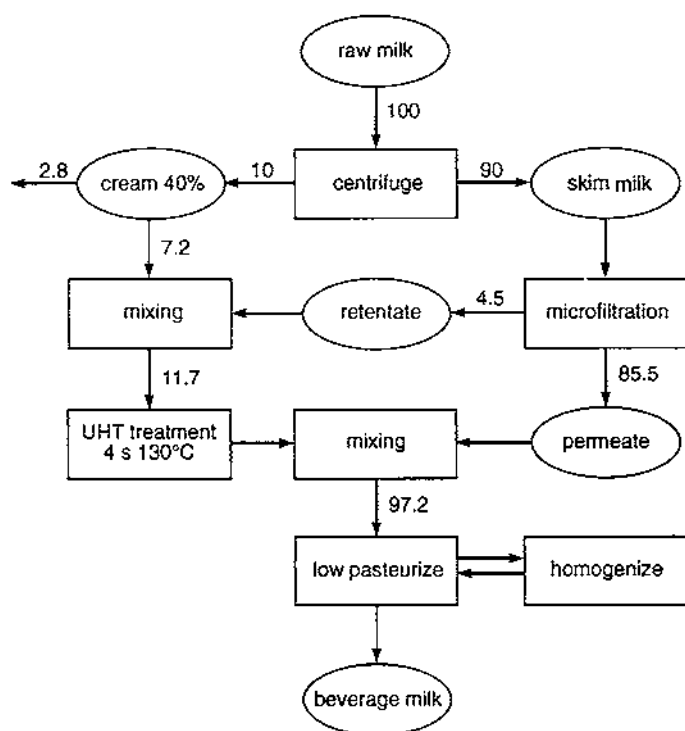 raw milk
100
2.8
cream 40%
10
centrifuge
90
skim milk
7.2
mixing
retentate
4.5
microfiltration
11.7
85.5
UHT treatment
4 s 130°C
mixing
permeate
97.2
low pasteurize
homogenize
beverage milk